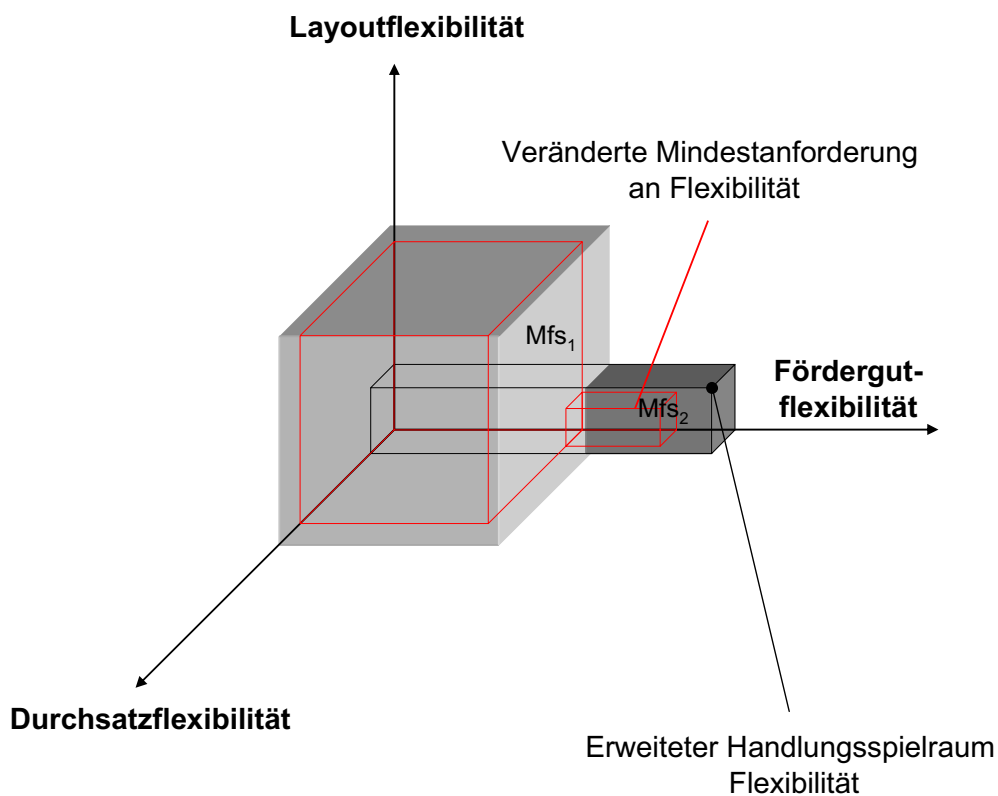 Layoutflexibilität
Veränderte Mindestanforderung
an Flexibilität
Mfs1
Fördergut-
flexibilität
Mfs2
Durchsatzflexibilität
Erweiteter Handlungsspielraum
Flexibilität